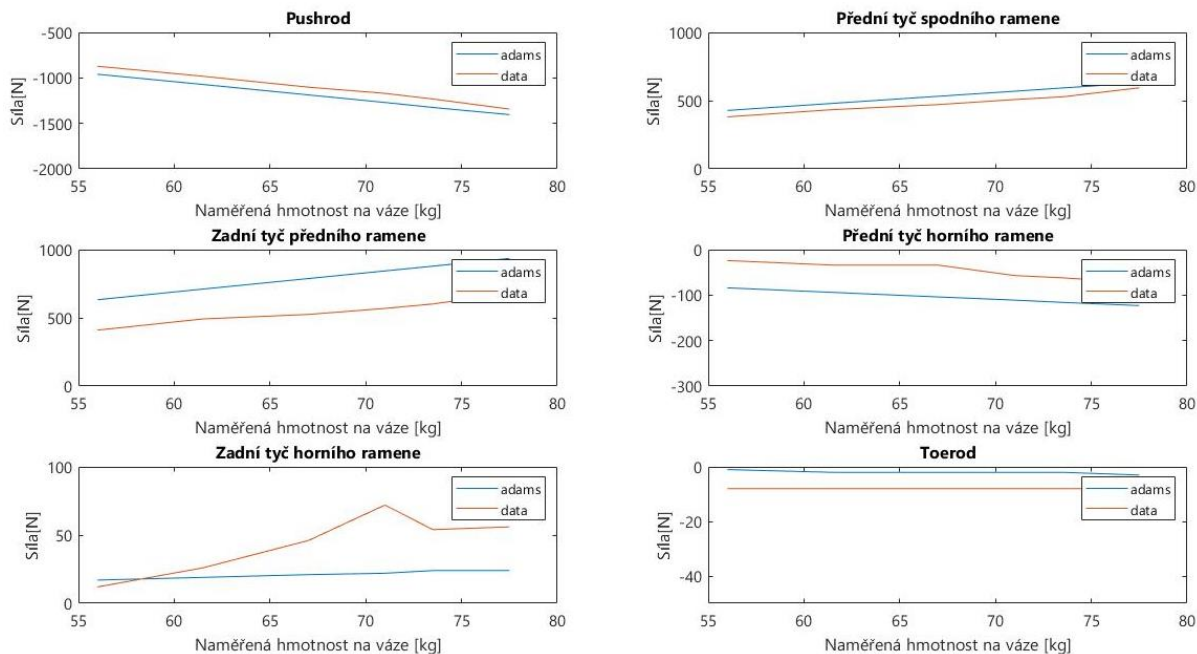 Pushrod
-500
-1000
-1500
-2000
Síla[N]
adams
data
55 60 65 70 75 80
Naměřená hmotnost na váze [kg]
Přední tyč spodního ramene
1000
500
0
Síla[N]
adams
data
55 60 65 70 75 80
Naměřená hmotnost na váze [kg]
Zadní tyč předního ramene
1000
500
0
Síla[N]
adams
data
55 60 65 70 75 80
Naměřená hmotnost na váze [kg]
Přední tyč horního ramene
0
-100
-200
-300
Síla[N]
adams
data
55 60 65 70 75 80
Naměřená hmotnost na váze [kg]
Zadní tyč horního ramene
100
50
0
Síla[N]
adams
data
55 60 65 70 75 80
Naměřená hmotnost na váze [kg]
Toerod
0
-20
-40
Síla[N]
adams
data
55 60 65 70 75 80
Naměřená hmotnost na váze [kg]